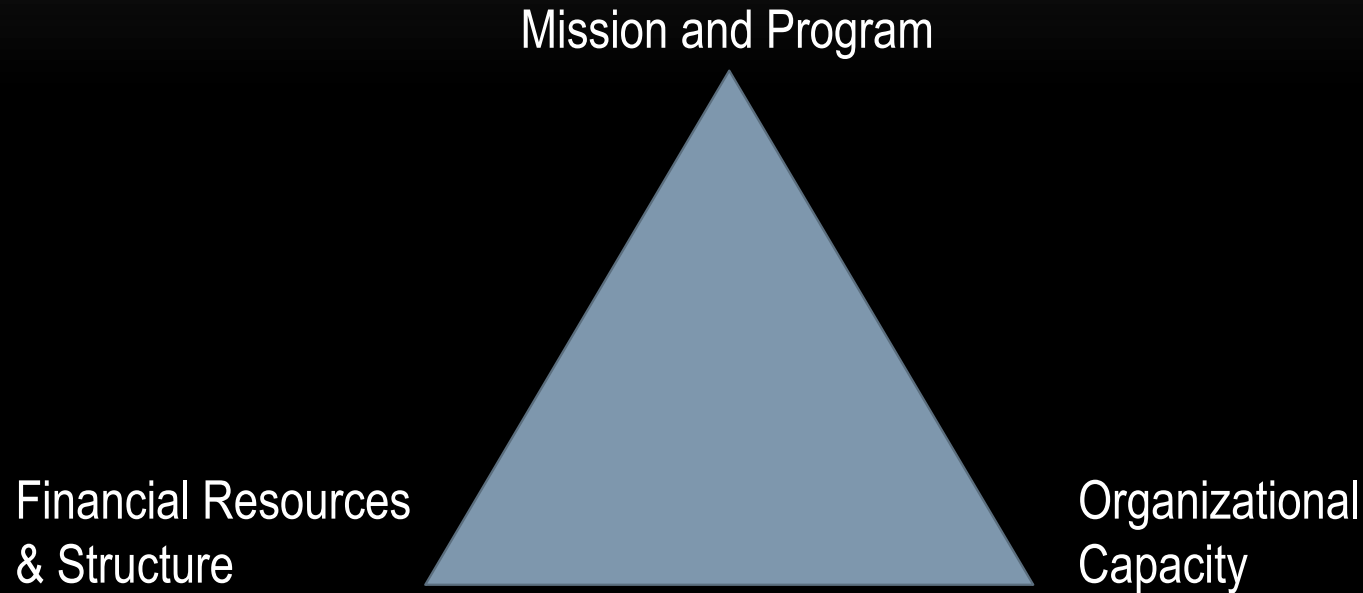 Mission and Program
Financial Resources
& Structure
Organizational
Capacity